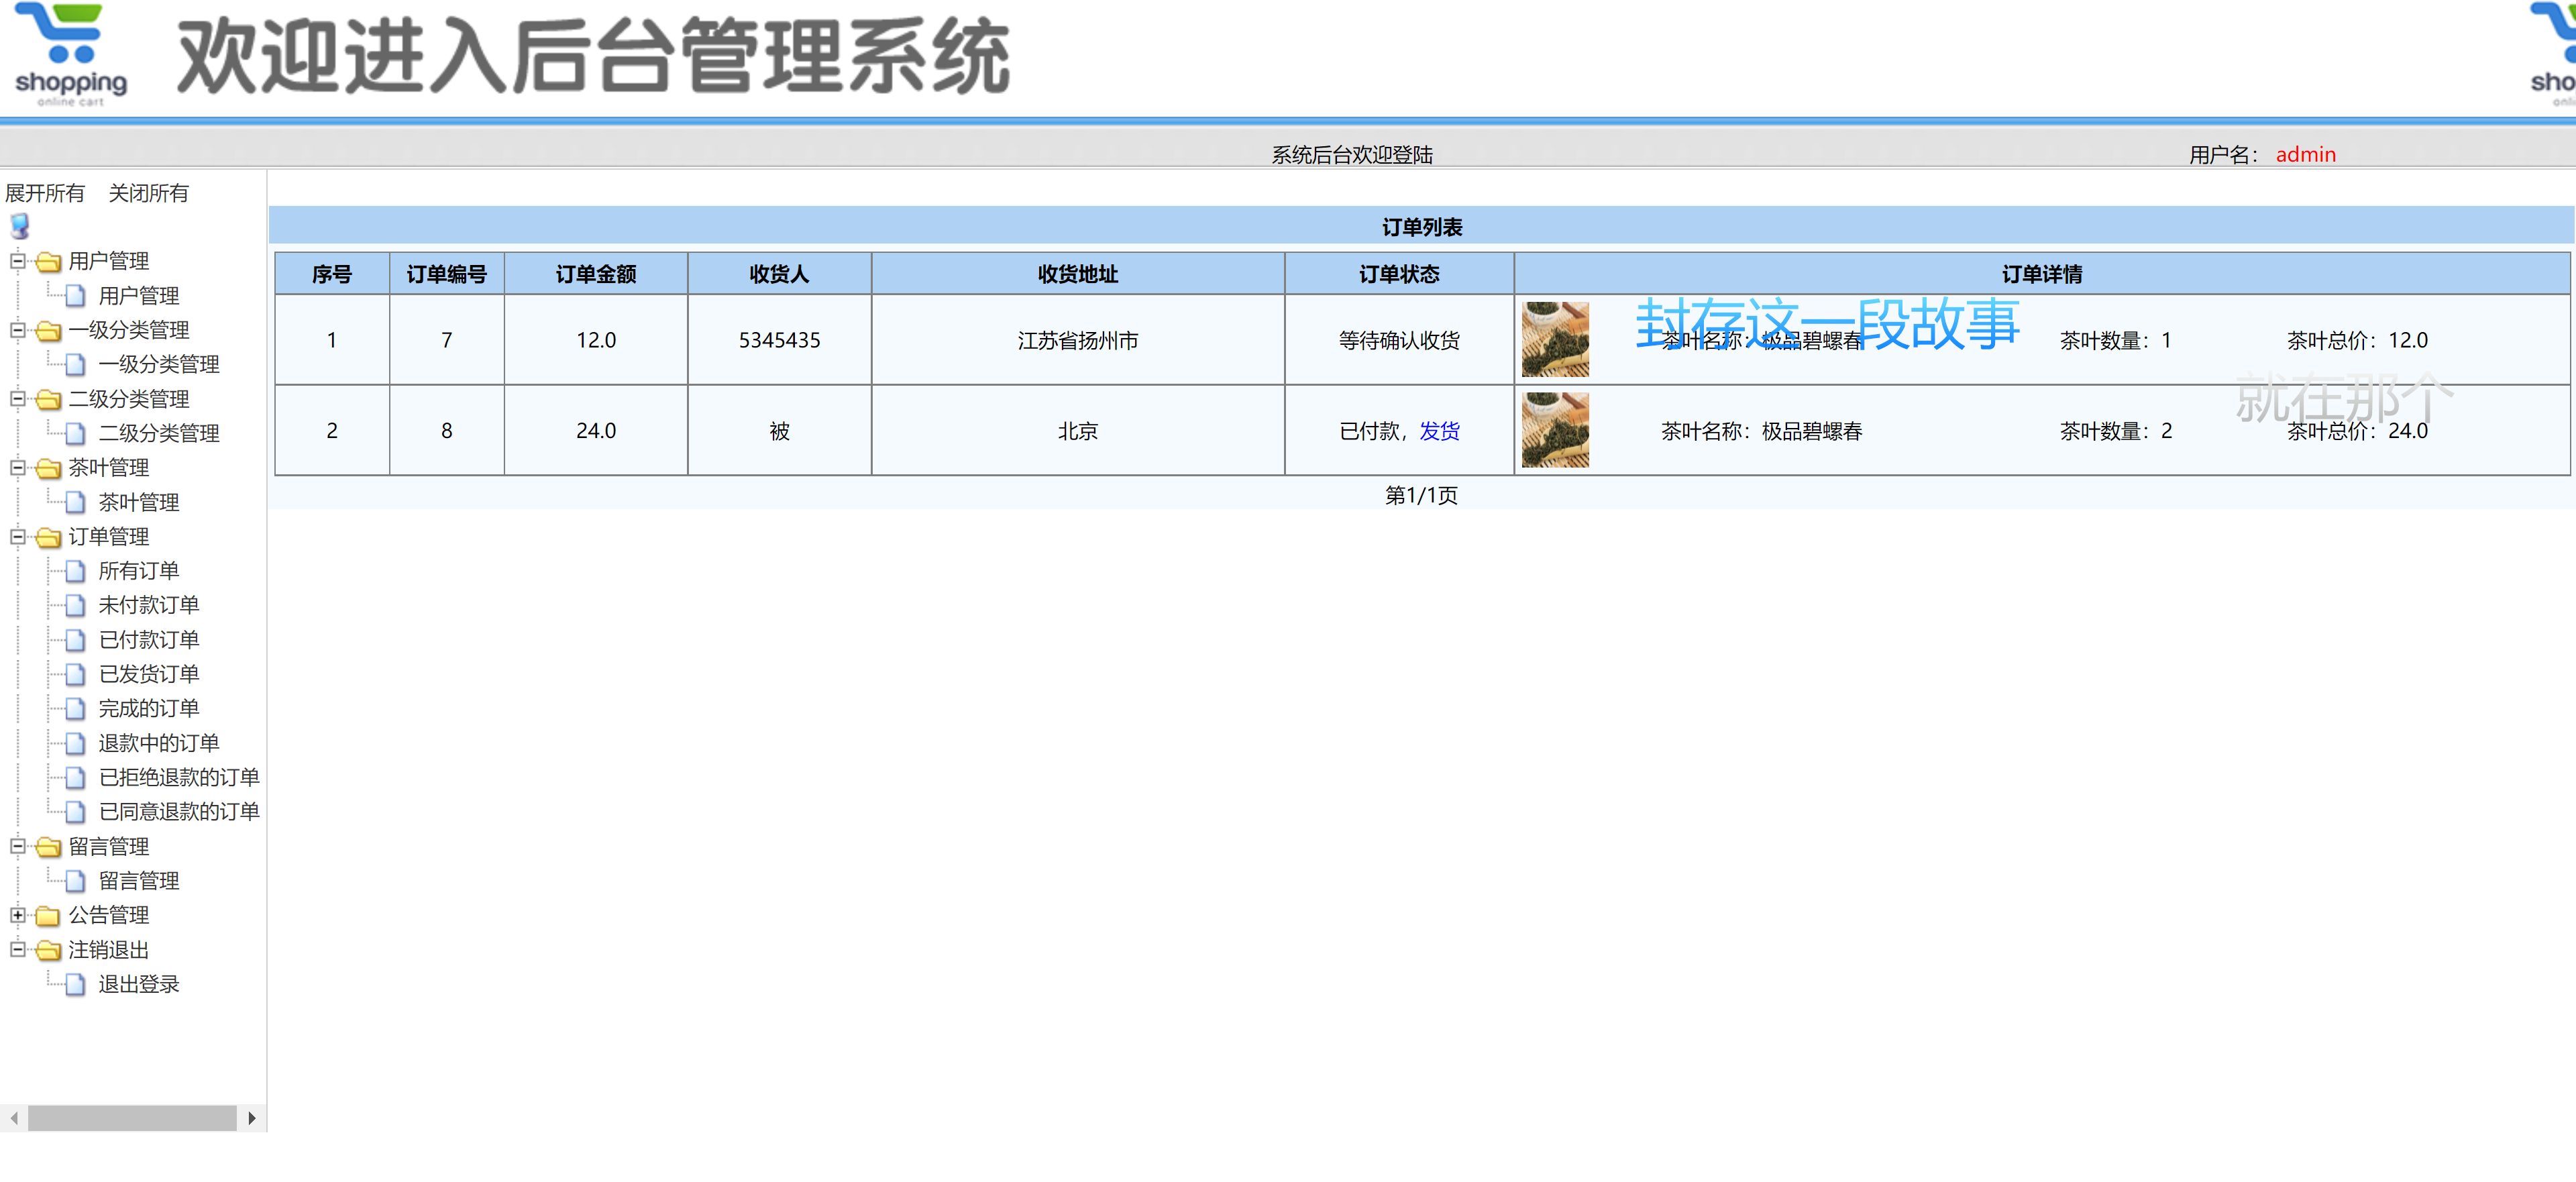 shopping
online cart
欢迎进入后台管理系统
sho
onli
系统后台欢迎登陆
用户名： admin
展开所有 关闭所有
用户管理
用户管理
一级分类管理
一级分类管理
二级分类管理
二级分类管理
茶叶管理
茶叶管理
订单管理
所有订单
未付款订单
已付款订单
已发货订单
完成的订单
退款中的订单
已拒绝退款的订单
已同意退款的订单
留言管理
留言管理
公告管理
注销退出
退出登录
订单列表
序号 订单编号 订单金额 收货人 收货地址 订单状态 订单详情
1 7 12.0 5345435 江苏省扬州市 等待确认收货 茶叶名称：极品碧螺春 茶叶数量：1 茶叶总价：12.0
封存这一段故事
就在那个
2 8 24.0 被 北京 已付款，发货 茶叶名称：极品碧螺春 茶叶数量：2 茶叶总价：24.0
第1/1页